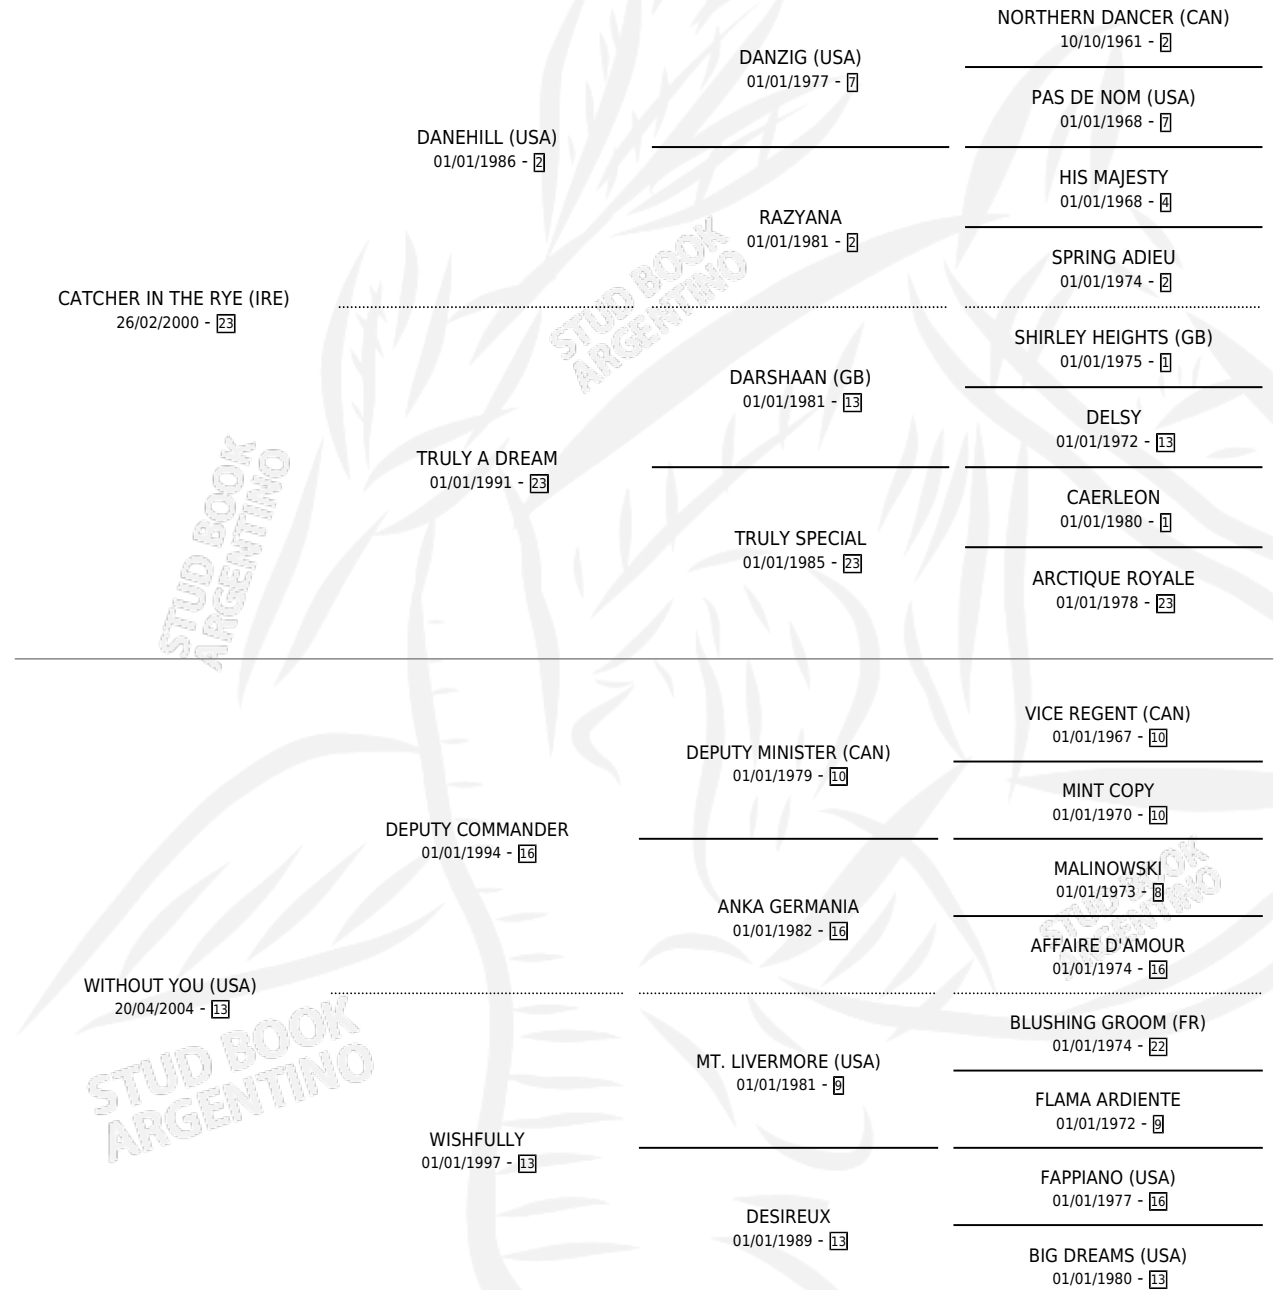 NORTHERN DANCER (CAN)
10/10/1961 - 2
DANZIG (USA)
01/01/1977 - 7
PAS DE NOM (USA)
01/01/1968 - 7
DANEHILL (USA)
01/01/1986 - 2
HIS MAJESTY
01/01/1968 - 4
RAZYANA
01/01/1981 - 2
SPRING ADIEU
01/01/1974 - 2
CATCHER IN THE RYE (IRE)
26/02/2000 - 23
SHIRLEY HEIGHTS (GB)
01/01/1975 - 1
DARSHAAN (GB)
01/01/1981 - 13
DELSY
01/01/1972 - 13
TRULY A DREAM
01/01/1991 - 23
CAERLEON
01/01/1980 - 1
TRULY SPECIAL
01/01/1985 - 23
ARCTIQUE ROYALE
01/01/1978 - 23
VICE REGENT (CAN)
01/01/1967 - 10
DEPUTY MINISTER (CAN)
01/01/1979 - 10
MINT COPY
01/01/1970 - 10
DEPUTY COMMANDER
01/01/1994 - 16
MALINOWSKI
01/01/1973 - 8
ANKA GERMANIA
01/01/1982 - 16
AFFAIRE D'AMOUR
01/01/1974 - 16
WITHOUT YOU (USA)
20/04/2004 - 13
BLUSHING GROOM (FR)
01/01/1974 - 22
MT. LIVERMORE (USA)
01/01/1981 - 9
FLAMA ARDIENTE
01/01/1972 - 9
WISHFULLY
01/01/1997 - 13
FAPPIANO (USA)
01/01/1977 - 16
DESIREUX
01/01/1989 - 13
BIG DREAMS (USA)
01/01/1980 - 13
STUD BOOK
ARGENTINO
STUD BOOK
ARGENTINO
STUD BOOK
ARGENTINO
STUD BOOK
ARGENTINO